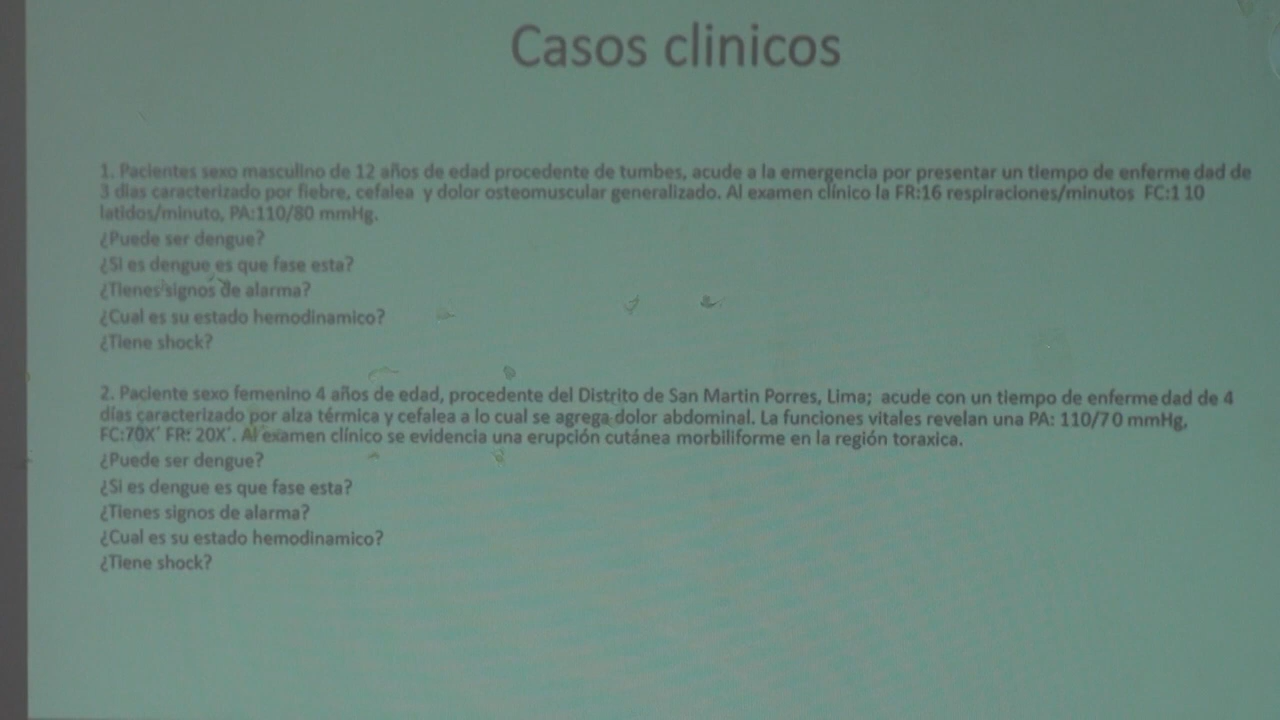 Casos clinicos
1. Pacientes sexo masculino de 12 años de edad procedente de tumbes, acude a la emergencia por presentar un tiempo de enfermedad de
3 dias caracterizado por fiebre, cefalea y dolor osteomuscular generalizado. Al examen clínico la FR:16 respiraciones/minutos FC:110
latidos/minuto, PA:110/80 mmHg.
¿Puede ser dengue?
¿Si es dengue es que fase esta?
¿Tienes signos de alarma?
¿Cual es su estado hemodinamico?
¿Tiene shock?
2. Paciente sexo femenino 4 años de edad, procedente del Distrito de San Martin Porres, Lima; acude con un tiempo de enfermedad de 4
días caracterizado por alza térmica y cefalea a lo cual se agrega dolor abdominal. La funciones vitales revelan una PA: 110/70 mmHg,
FC:70X´ FR: 20X´. Al examen clínico se evidencia una erupción cutánea morbiliforme en la región toraxica.
¿Puede ser dengue?
¿Si es dengue es que fase esta?
¿Tienes signos de alarma?
¿Cual es su estado hemodinamico?
¿Tiene shock?